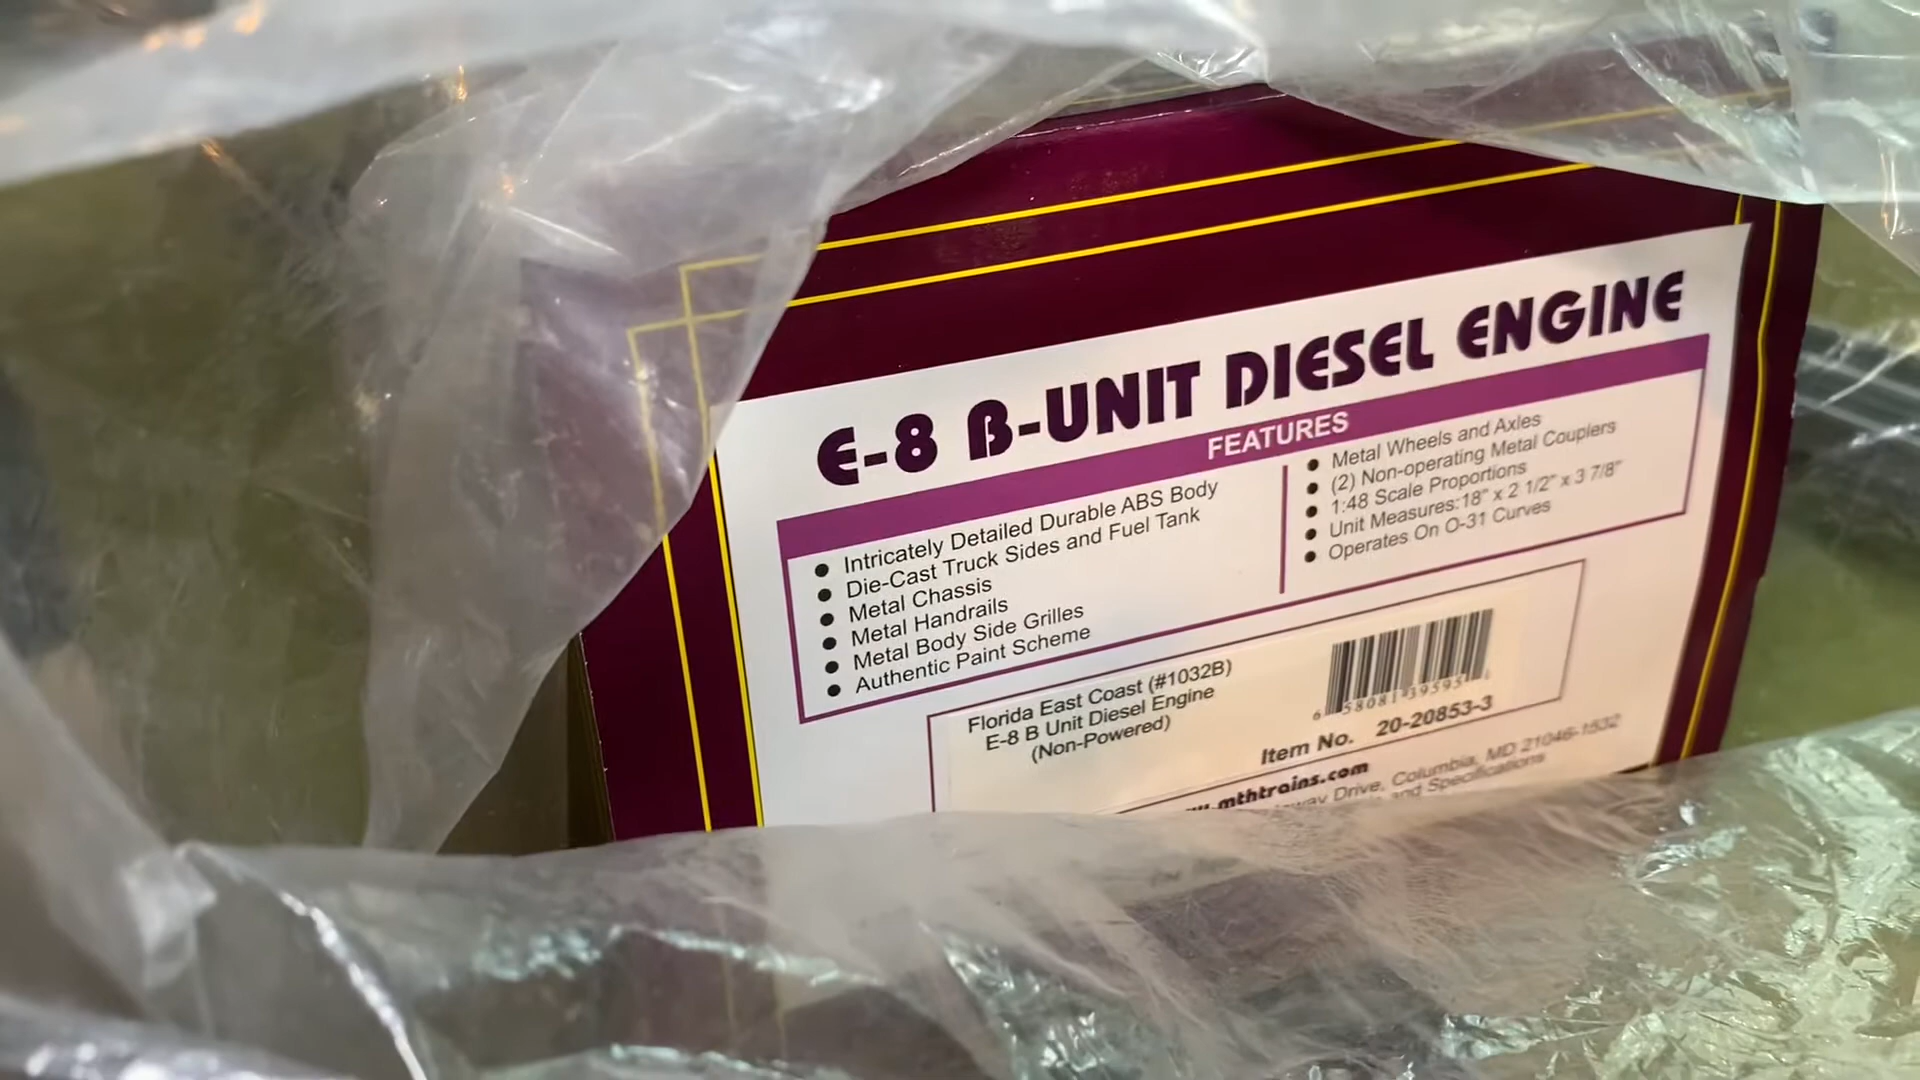 E-8 B-UNIT DIESEL ENGINE
FEATURES
Intricately Detailed Durable ABS Body
Die-Cast Truck Sides and Fuel Tank
Metal Chassis
Metal Handrails
Metal Body Side Grilles
Authentic Paint Scheme
Metal Wheels and Axles
(2) Non-operating Metal Couplers
1:48 Scale Proportions
Unit Measures:18" x 2 1/2" x 3 7/8"
Operates On O-31 Curves
Florida East Coast (#1032B)
E-8 B Unit Diesel Engine
(Non-Powered)
6 58081 39595
Item No. 20-20853-3
mthtrains.com
Drive, Columbia, MD 21046-1532
and Specifications